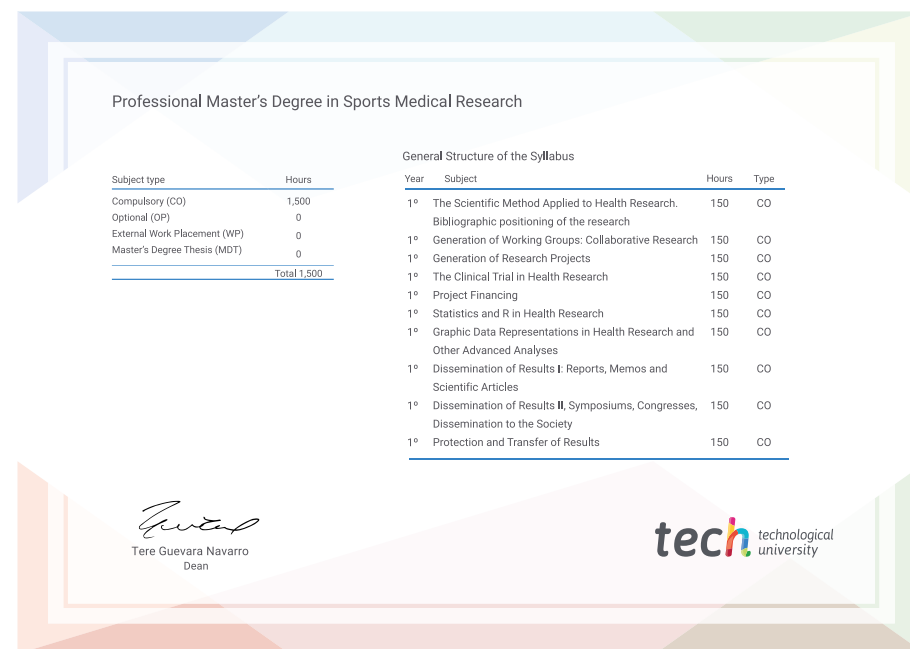 Professional Master's Degree in Sports Medical Research
Subject type Hours
Compulsory (CO) 1,500
Optional (OP) 0
External Work Placement (WP) 0
Master's Degree Thesis (MDT) 0
Total 1,500
General Structure of the Syllabus
Year Subject Hours Type
1º The Scientific Method Applied to Health Research. 150 CO
Bibliographic positioning of the research
1º Generation of Working Groups: Collaborative Research 150 CO
1º Generation of Research Projects 150 CO
1º The Clinical Trial in Health Research 150 CO
1º Project Financing 150 CO
1º Statistics and R in Health Research 150 CO
1º Graphic Data Representations in Health Research and 150 CO
Other Advanced Analyses
1º Dissemination of Results I: Reports, Memos and 150 CO
Scientific Articles
1º Dissemination of Results II, Symposiums, Congresses, 150 CO
Dissemination to the Society
1º Protection and Transfer of Results 150 CO
Tere Guevara Navarro
Dean
tech technological
university